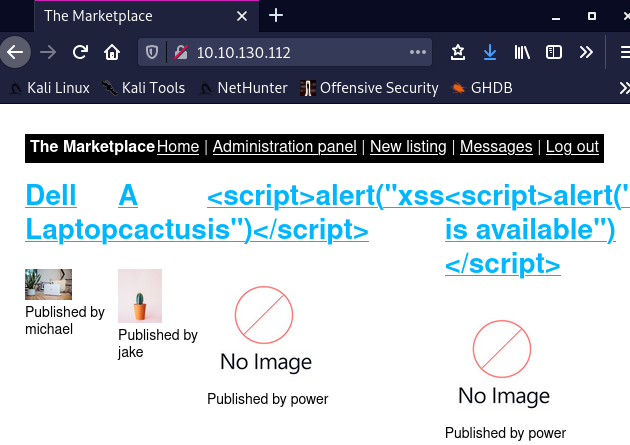 The Marketplace
10.10.130.112
Kali Linux Kali Tools NetHunter Offensive Security GHDB
The Marketplace Home | Administration panel | New listing | Messages | Log out
Dell
Laptop
A
cactus
<script>alert("xss
is")</script>
<script>alert("
is available")
</script>
Published by
michael
Published by
jake
No Image
Published by power
No Image
Published by power